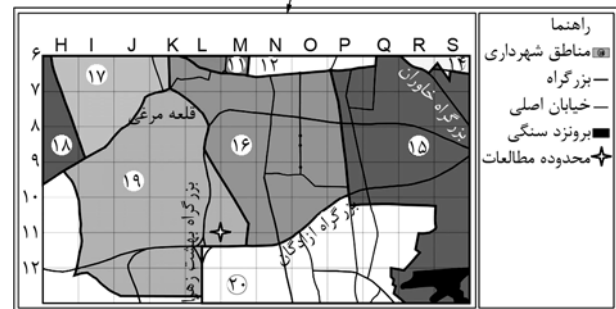 H I J K L M N O P Q R S
۶
۷
۸
۹
۱۰
۱۱
۱۲
۱۱
۱۲
۱۴
۱۷
قلعه مرغی
بزرگراه خاوران
۱۸
۱۶
۱۵
۱۹
بزرگراه بهشت زهرا
بزرگراه ازادگان
۲۰
راهنما
مناطق شهرداری
بزرگراه
خیابان اصلی
برونزد سنگی
محدوده مطالعات